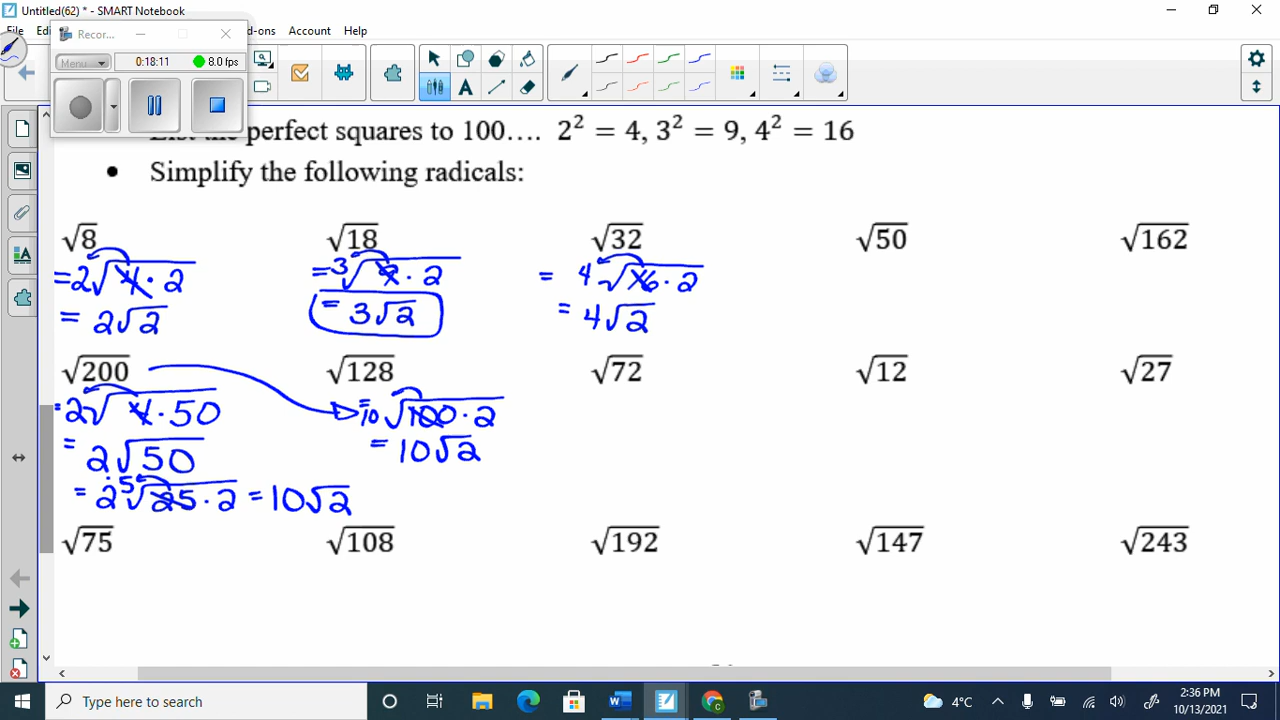 Untitled(62) * - SMART Notebook
File Ed d-ons Account Help
Recor...
Menu 0:18:11 8.0 fps
the perfect squares to 100…. 2² = 4, 3² = 9, 4² = 16
• Simplify the following radicals:
√8 √18 √32 √50 √162
=2√4·2 =3√9·2 = 4√16·2
= 2√2 = 3√2 = 4√2
√200 √128 √72 √12 √27
=2√4·50 =10√100·2
= 2√50 = 10√2
= 2·5√25·2 = 10√2
√75 √108 √192 √147 √243
Type here to search 4°C 2:36 PM
10/13/2021